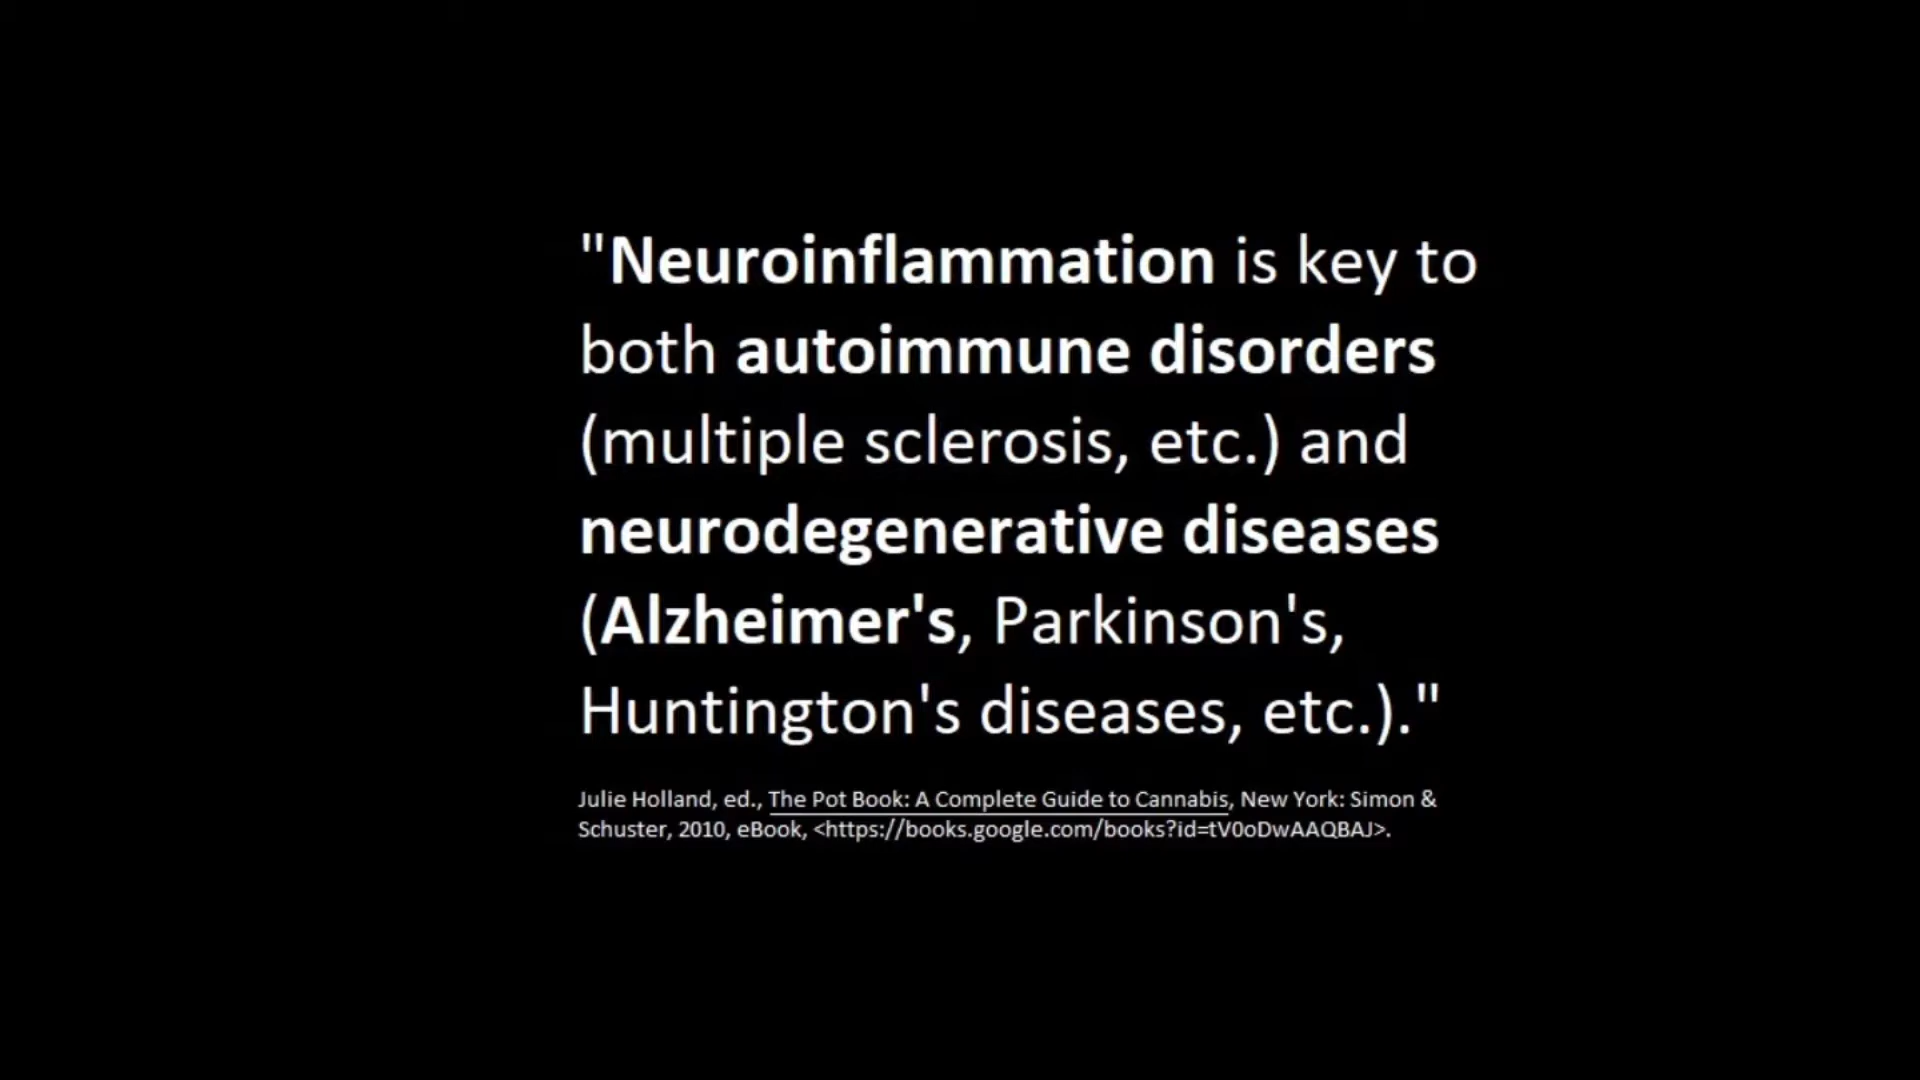 "Neuroinflammation is key to
both autoimmune disorders
(multiple sclerosis, etc.) and
neurodegenerative diseases
(Alzheimer's, Parkinson's,
Huntington's diseases, etc.)."
Julie Holland, ed., The Pot Book: A Complete Guide to Cannabis, New York: Simon &
Schuster, 2010, eBook, <https://books.google.com/books?id=tV0oDwAAQBAJ>.